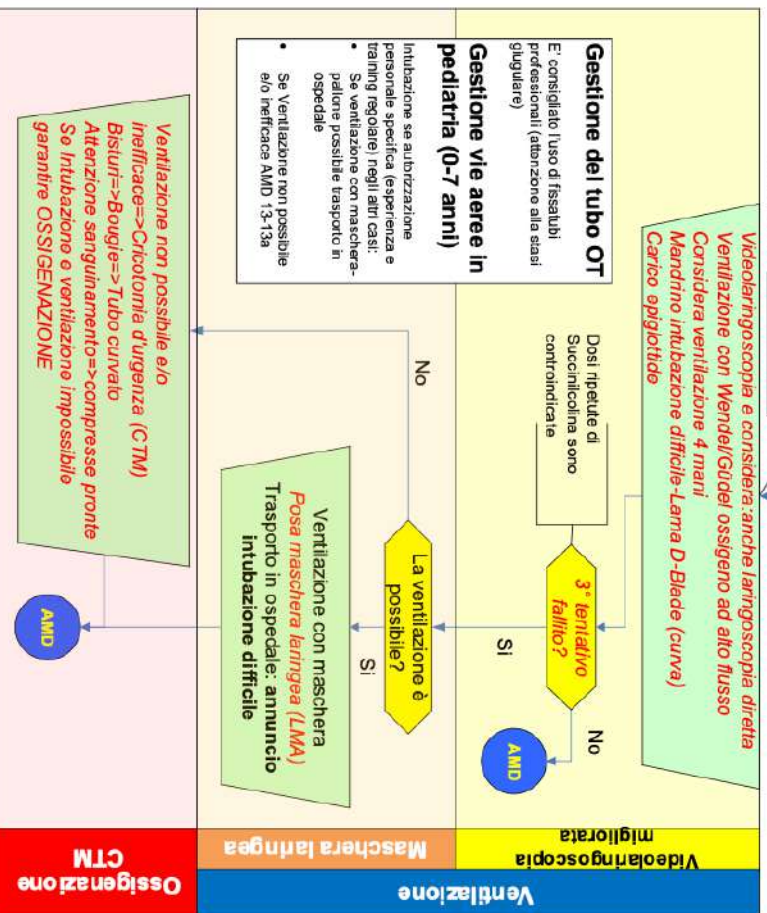 Videolaringoscopia e considera:anche laringoscopia diretta
Ventilazione con Wendel/Güdel ossigeno ad alto flusso
Considera ventilazione 4 mani
Mandrino intubazione difficile-Lama D-Blade (curva)
Carico epiglottide
Gestione del tubo OT
E' consigliato l'uso di fissatubi
professionali (attenzione alla stasi
giugulare)
Gestione vie aeree in
pediatria (0-7 anni)
Intubazione se autorizzazione
personale specifica (esperienza e
training regolare) negli altri casi:
• Se ventilazione con maschera-
pallone possibile trasporto in
ospedale
• Se Ventilazione non possibile
e/o inefficace AMD 13-13a
Dosi ripetute di
Succinilcolina sono
controindicate
3° tentativo
fallito?
No
AMD
Si
La ventilazione è
possibile?
No
Si
Ventilazione con maschera
Posa maschera laringea (LMA)
Trasporto in ospedale: annuncio
intubazione difficile
Ventilazione non possibile e/o
inefficace=>Cricotomia d'urgenza (CTM)
Bisturi=>Bougie=>Tubo curvato
Attenzione sanguinamento=>compresse pronte
Se Intubazione e ventilazione impossibile
garantire OSSIGENAZIONE
AMD
Videolaringoscopia
migliorata
Maschera laringea
Ventilazione
Ossigenazione
CTM